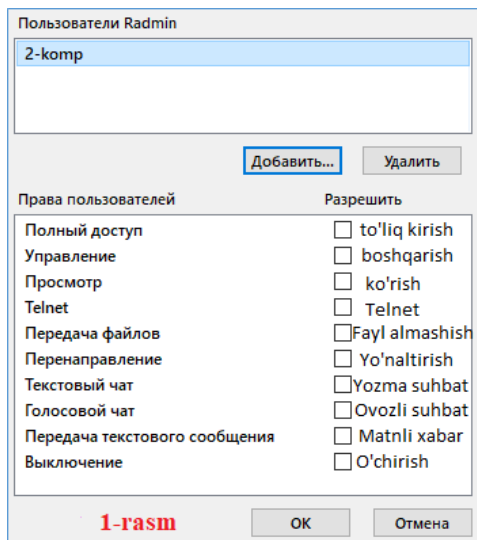 Пользователи Radmin
2-komp
Добавить... Удалить
Права пользователей Разрешить
Полный доступ to'liq kirish
Управление boshqarish
Просмотр ko'rish
Telnet Telnet
Передача файлов Fayl almashish
Перенаправление Yo'naltirish
Текстовый чат Yozma suhbat
Голосовой чат Ovozli suhbat
Передача текстового сообщения Matnli xabar
Выключение O'chirish
1-rasm ОК Отмена